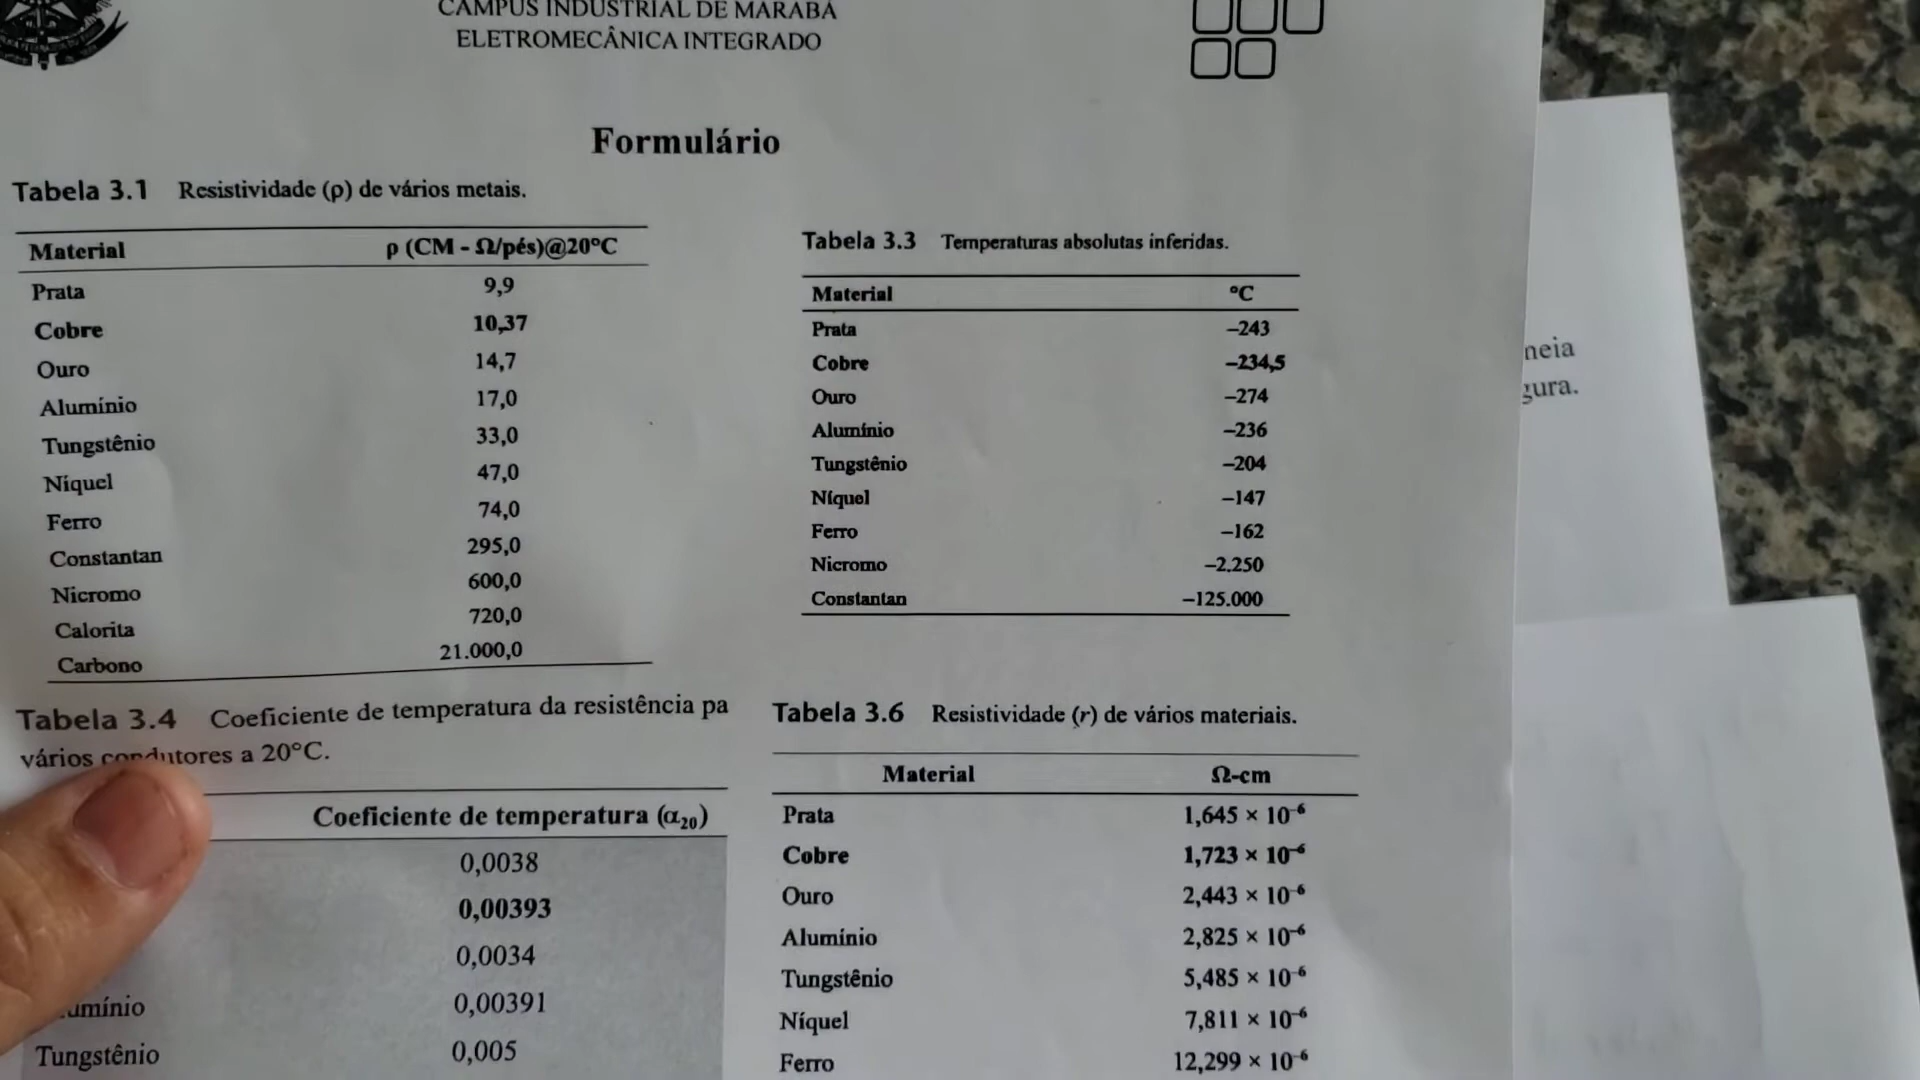 CAMPUS INDUSTRIAL DE MARABÁ
ELETROMECÂNICA INTEGRADO
Formulário
Tabela 3.1 Resistividade (ρ) de vários metais.
Material ρ (CM - Ω/pés)@20°C
Prata 9,9
Cobre 10,37
Ouro 14,7
Alumínio 17,0
Tungstênio 33,0
Níquel 47,0
Ferro 74,0
Constantan 295,0
Nicromo 600,0
Calorita 720,0
Carbono 21.000,0
Tabela 3.3 Temperaturas absolutas inferidas.
Material °C
Prata –243
Cobre –234,5
Ouro –274
Alumínio –236
Tungstênio –204
Níquel –147
Ferro –162
Nicromo –2.250
Constantan –125.000
Tabela 3.4 Coeficiente de temperatura da resistência pa
vários condutores a 20°C.
Coeficiente de temperatura (α₂₀)
0,0038
0,00393
0,0034
umínio 0,00391
Tungstênio 0,005
Tabela 3.6 Resistividade (r) de vários materiais.
Material Ω-cm
Prata 1,645 × 10⁻⁶
Cobre 1,723 × 10⁻⁶
Ouro 2,443 × 10⁻⁶
Alumínio 2,825 × 10⁻⁶
Tungstênio 5,485 × 10⁻⁶
Níquel 7,811 × 10⁻⁶
Ferro 12,299 × 10⁻⁶
neia
gura.